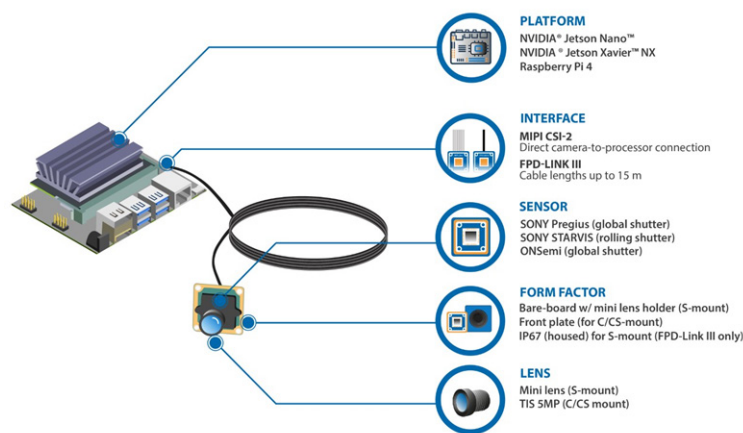 PLATFORM
NVIDIA® Jetson Nano™
NVIDIA ® Jetson Xavier™ NX
Raspberry Pi 4
INTERFACE
MIPI CSI-2
Direct camera-to-processor connection
FPD-LINK III
Cable lengths up to 15 m
SENSOR
SONY Pregius (global shutter)
SONY STARVIS (rolling shutter)
ONSemi (global shutter)
FORM FACTOR
Bare-board w/ mini lens holder (S-mount)
Front plate (for C/CS-mount)
IP67 (housed) for S-mount (FPD-Link III only)
LENS
Mini lens (S-mount)
TIS 5MP (C/CS mount)